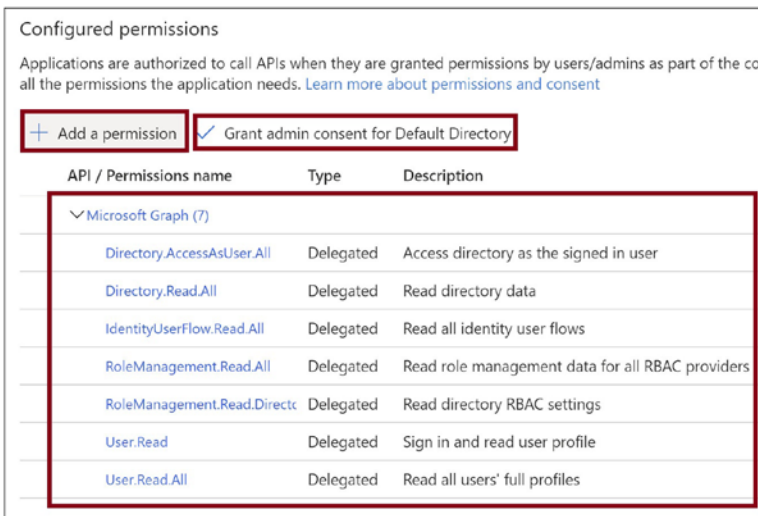 Configured permissions
Applications are authorized to call APIs when they are granted permissions by users/admins as part of the co
all the permissions the application needs. Learn more about permissions and consent
+ Add a permission ✓ Grant admin consent for Default Directory
API / Permissions name Type Description
Microsoft Graph (7)
Directory.AccessAsUser.All Delegated Access directory as the signed in user
Directory.Read.All Delegated Read directory data
IdentityUserFlow.Read.All Delegated Read all identity user flows
RoleManagement.Read.All Delegated Read role management data for all RBAC providers
RoleManagement.Read.Directo Delegated Read directory RBAC settings
User.Read Delegated Sign in and read user profile
User.Read.All Delegated Read all users' full profiles